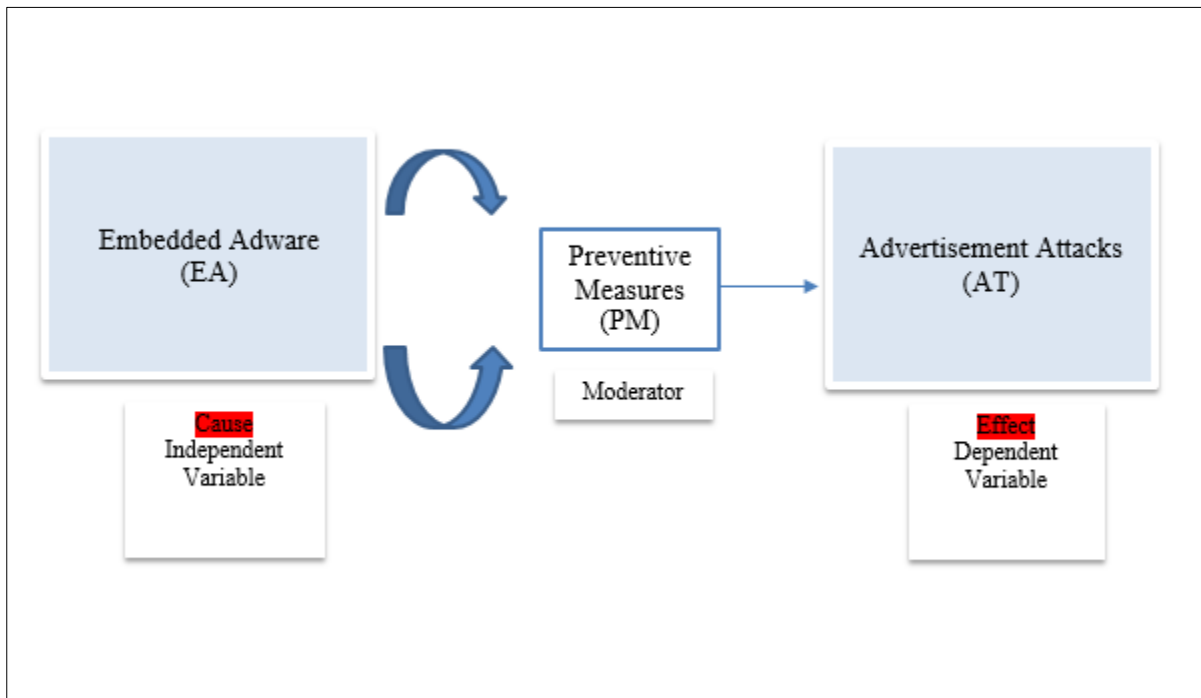 Embedded Adware
(EA)
Cause
Independent
Variable
Preventive
Measures
(PM)
Moderator
Advertisement Attacks
(AT)
Effect
Dependent
Variable